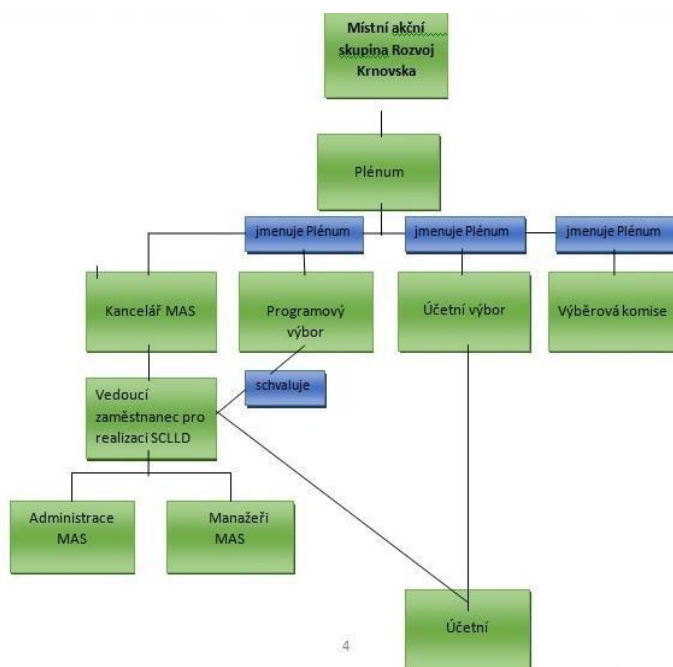 Místní akční
skupina Rozvoj
Krnovska
Plénum
jmenuje Plénum
jmenuje Plénum
jmenuje Plénum
Kancelář MAS
Programový
výbor
Účetní výbor
Výběrová komise
schvaluje
Vedoucí
zaměstnanec pro
realizaci SCLLD
Administrace
MAS
Manažeři
MAS
Účetní
4